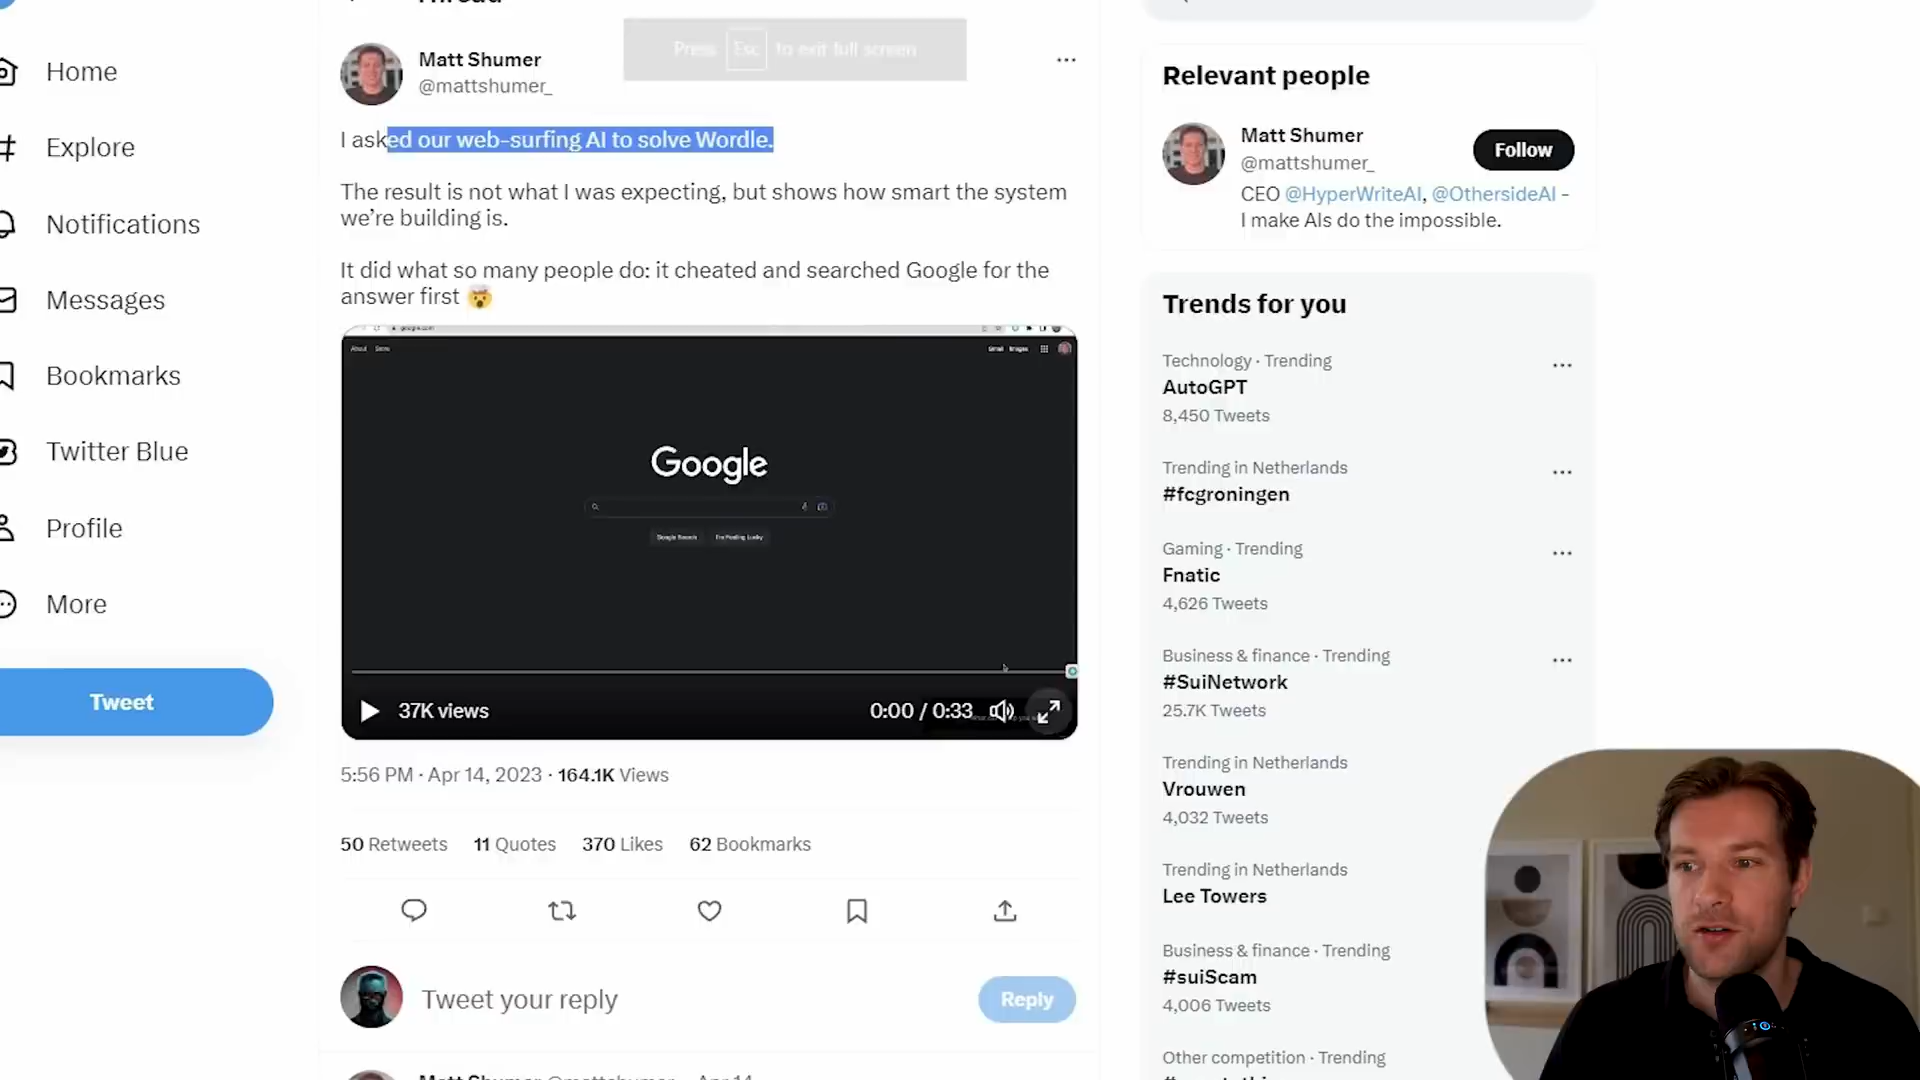 Home
Explore
Notifications
Messages
Bookmarks
Twitter Blue
Profile
More
Tweet
Press Esc to exit full screen
Matt Shumer
@mattshumer_
I asked our web-surfing AI to solve Wordle.
The result is not what I was expecting, but shows how smart the system
we're building is.
It did what so many people do: it cheated and searched Google for the
answer first 🤯
google.com
About Store
Gmail Images
Google
Google Search I'm Feeling Lucky
37K views
0:00 / 0:33
5:56 PM · Apr 14, 2023 · 164.1K Views
50 Retweets 11 Quotes 370 Likes 62 Bookmarks
Tweet your reply
Reply
Matt Shumer @mattshumer_ · Apr 14
Relevant people
Matt Shumer
@mattshumer_
Follow
CEO @HyperWriteAI, @OthersideAI -
I make AIs do the impossible.
Trends for you
Technology · Trending
AutoGPT
8,450 Tweets
Trending in Netherlands
#fcgroningen
Gaming · Trending
Fnatic
4,626 Tweets
Business & finance · Trending
#SuiNetwork
25.7K Tweets
Trending in Netherlands
Vrouwen
4,032 Tweets
Trending in Netherlands
Lee Towers
Business & finance · Trending
#suiScam
4,006 Tweets
Other competition · Trending